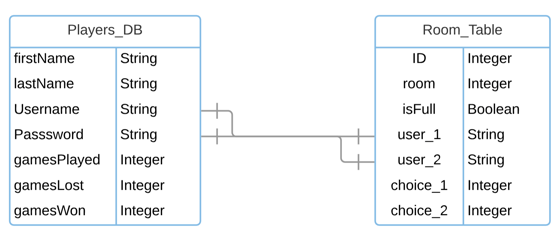 Players_DB
firstName String
lastName String
Username String
Passsword String
gamesPlayed Integer
gamesLost Integer
gamesWon Integer
Room_Table
ID Integer
room Integer
isFull Boolean
user_1 String
user_2 String
choice_1 Integer
choice_2 Integer